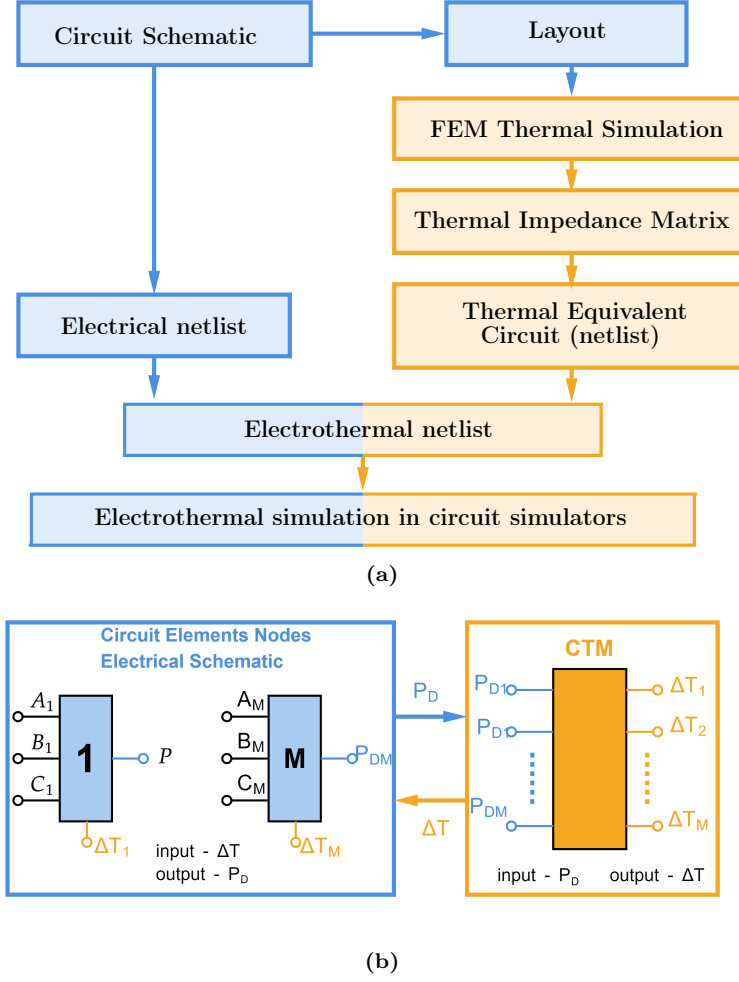 Circuit Schematic
Layout
FEM Thermal Simulation
Thermal Impedance Matrix
Electrical netlist
Thermal Equivalent
Circuit (netlist)
Electrothermal netlist
Electrothermal simulation in circuit simulators
(a)
Circuit Elements Nodes
Electrical Schematic
A1
B1
C1
1
P
ΔT1
AM
BM
CM
M
PDM
ΔTM
input - ΔT
output - PD
PD
ΔT
CTM
PD1
PD1
PDM
ΔT1
ΔT2
ΔTM
input - PD output - ΔT
(b)